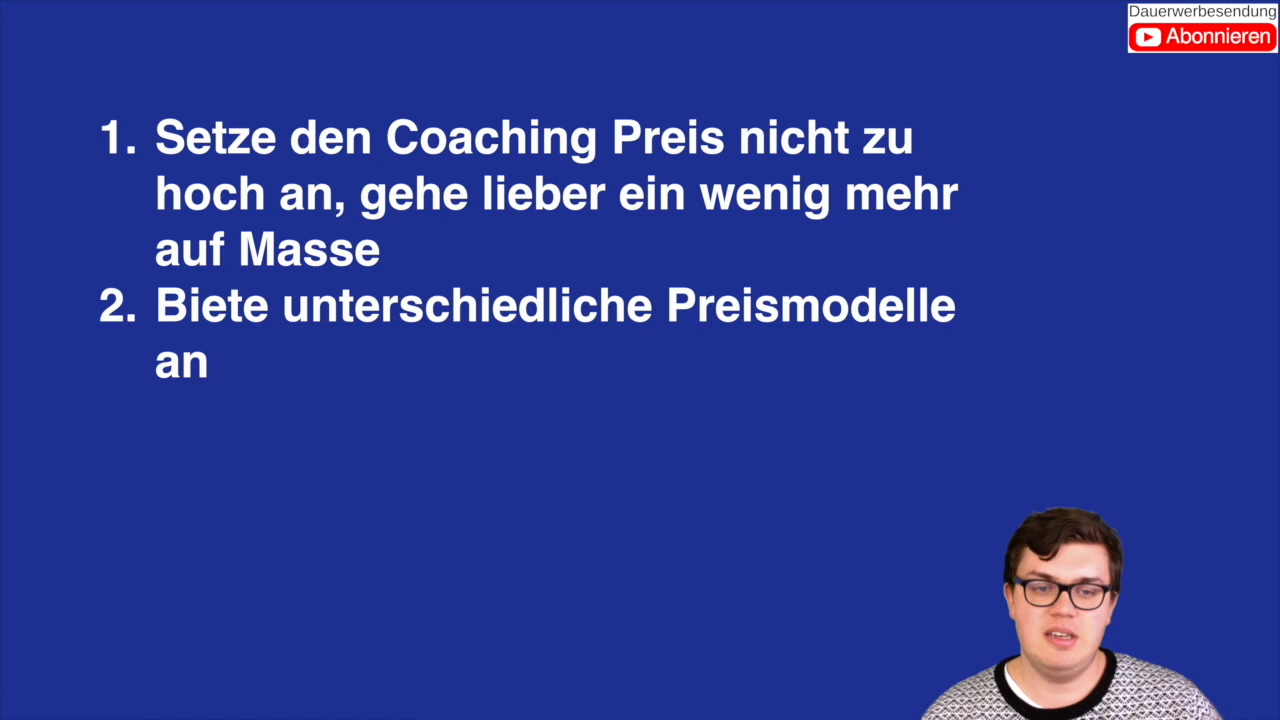 Dauerwerbesendung
Abonnieren
1. Setze den Coaching Preis nicht zu
hoch an, gehe lieber ein wenig mehr
auf Masse
2. Biete unterschiedliche Preismodelle
an